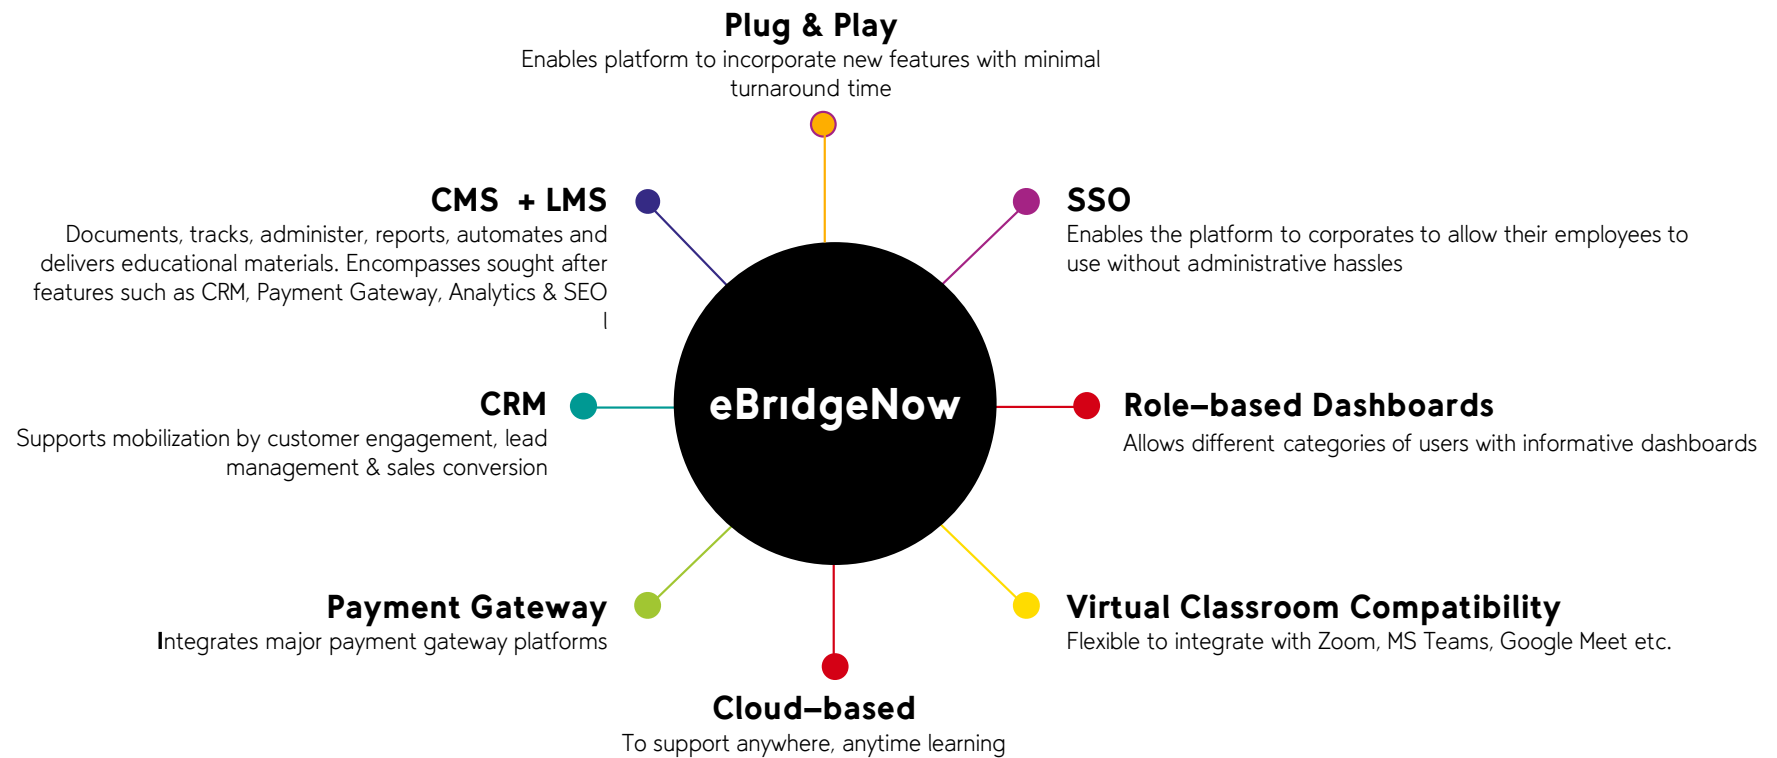 Plug & Play
Enables platform to incorporate new features with minimal
turnaround time
CMS + LMS
Documents, tracks, administer, reports, automates and
delivers educational materials. Encompasses sought after
features such as CRM, Payment Gateway, Analytics & SEO
l
SSO
Enables the platform to corporates to allow their employees to
use without administrative hassles
CRM
Supports mobilization by customer engagement, lead
management & sales conversion
eBridgeNow
Role-based Dashboards
Allows different categories of users with informative dashboards
Payment Gateway
Integrates major payment gateway platforms
Virtual Classroom Compatibility
Flexible to integrate with Zoom, MS Teams, Google Meet etc.
Cloud-based
To support anywhere, anytime learning